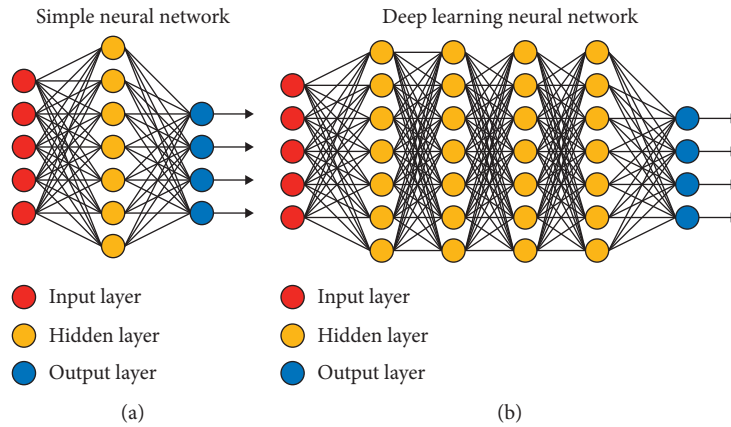 Simple neural network
Deep learning neural network
Input layer
Hidden layer
Output layer
Input layer
Hidden layer
Output layer
(a)
(b)